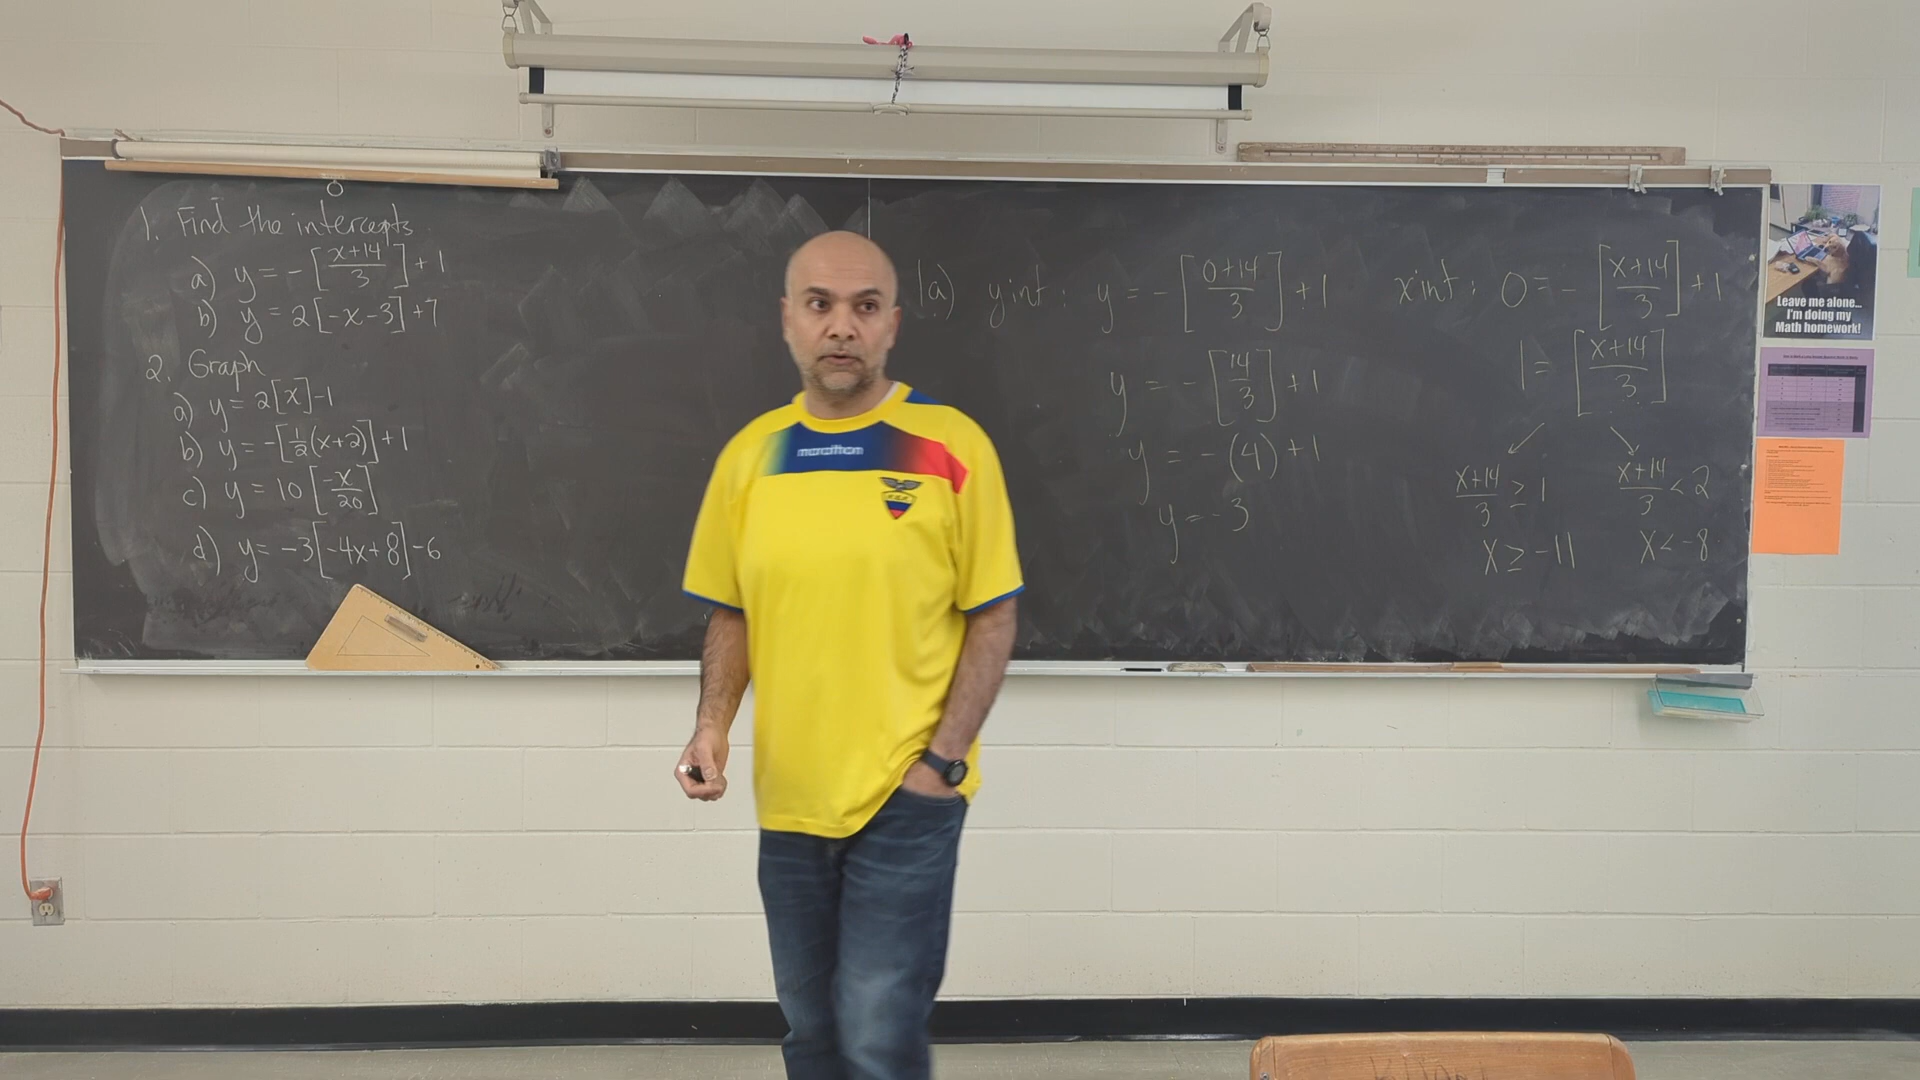 1. Find the intercepts
a) y = -[x+14/3] + 1
b) y = 2[-x-3] + 7
2. Graph
a) y = 2[x] - 1
b) y = -[1/2(x+2)] + 1
c) y = 10[-x/20]
d) y = -3[-4x+8] - 6
1a) y int : y = -[0+14/3] + 1
y = -[14/3] + 1
y = -(4) + 1
y = -3
x int : 0 = -[x+14/3] + 1
1 = [x+14/3]
x+14/3 ≥ 1
x ≥ -11
x+14/3 < 2
x < -8
Leave me alone...
I'm doing my
Math homework!
marathon